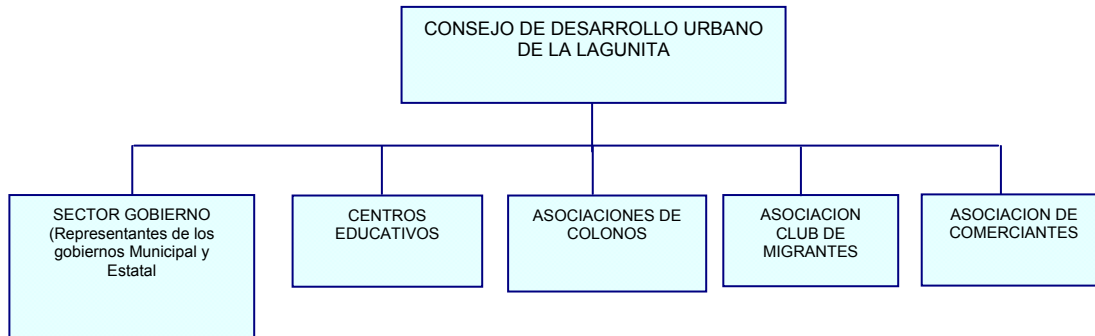 CONSEJO DE DESARROLLO URBANO
DE LA LAGUNITA
SECTOR GOBIERNO
(Representantes de los
gobiernos Municipal y
Estatal
CENTROS
EDUCATIVOS
ASOCIACIONES DE
COLONOS
ASOCIACION
CLUB DE
MIGRANTES
ASOCIACION DE
COMERCIANTES